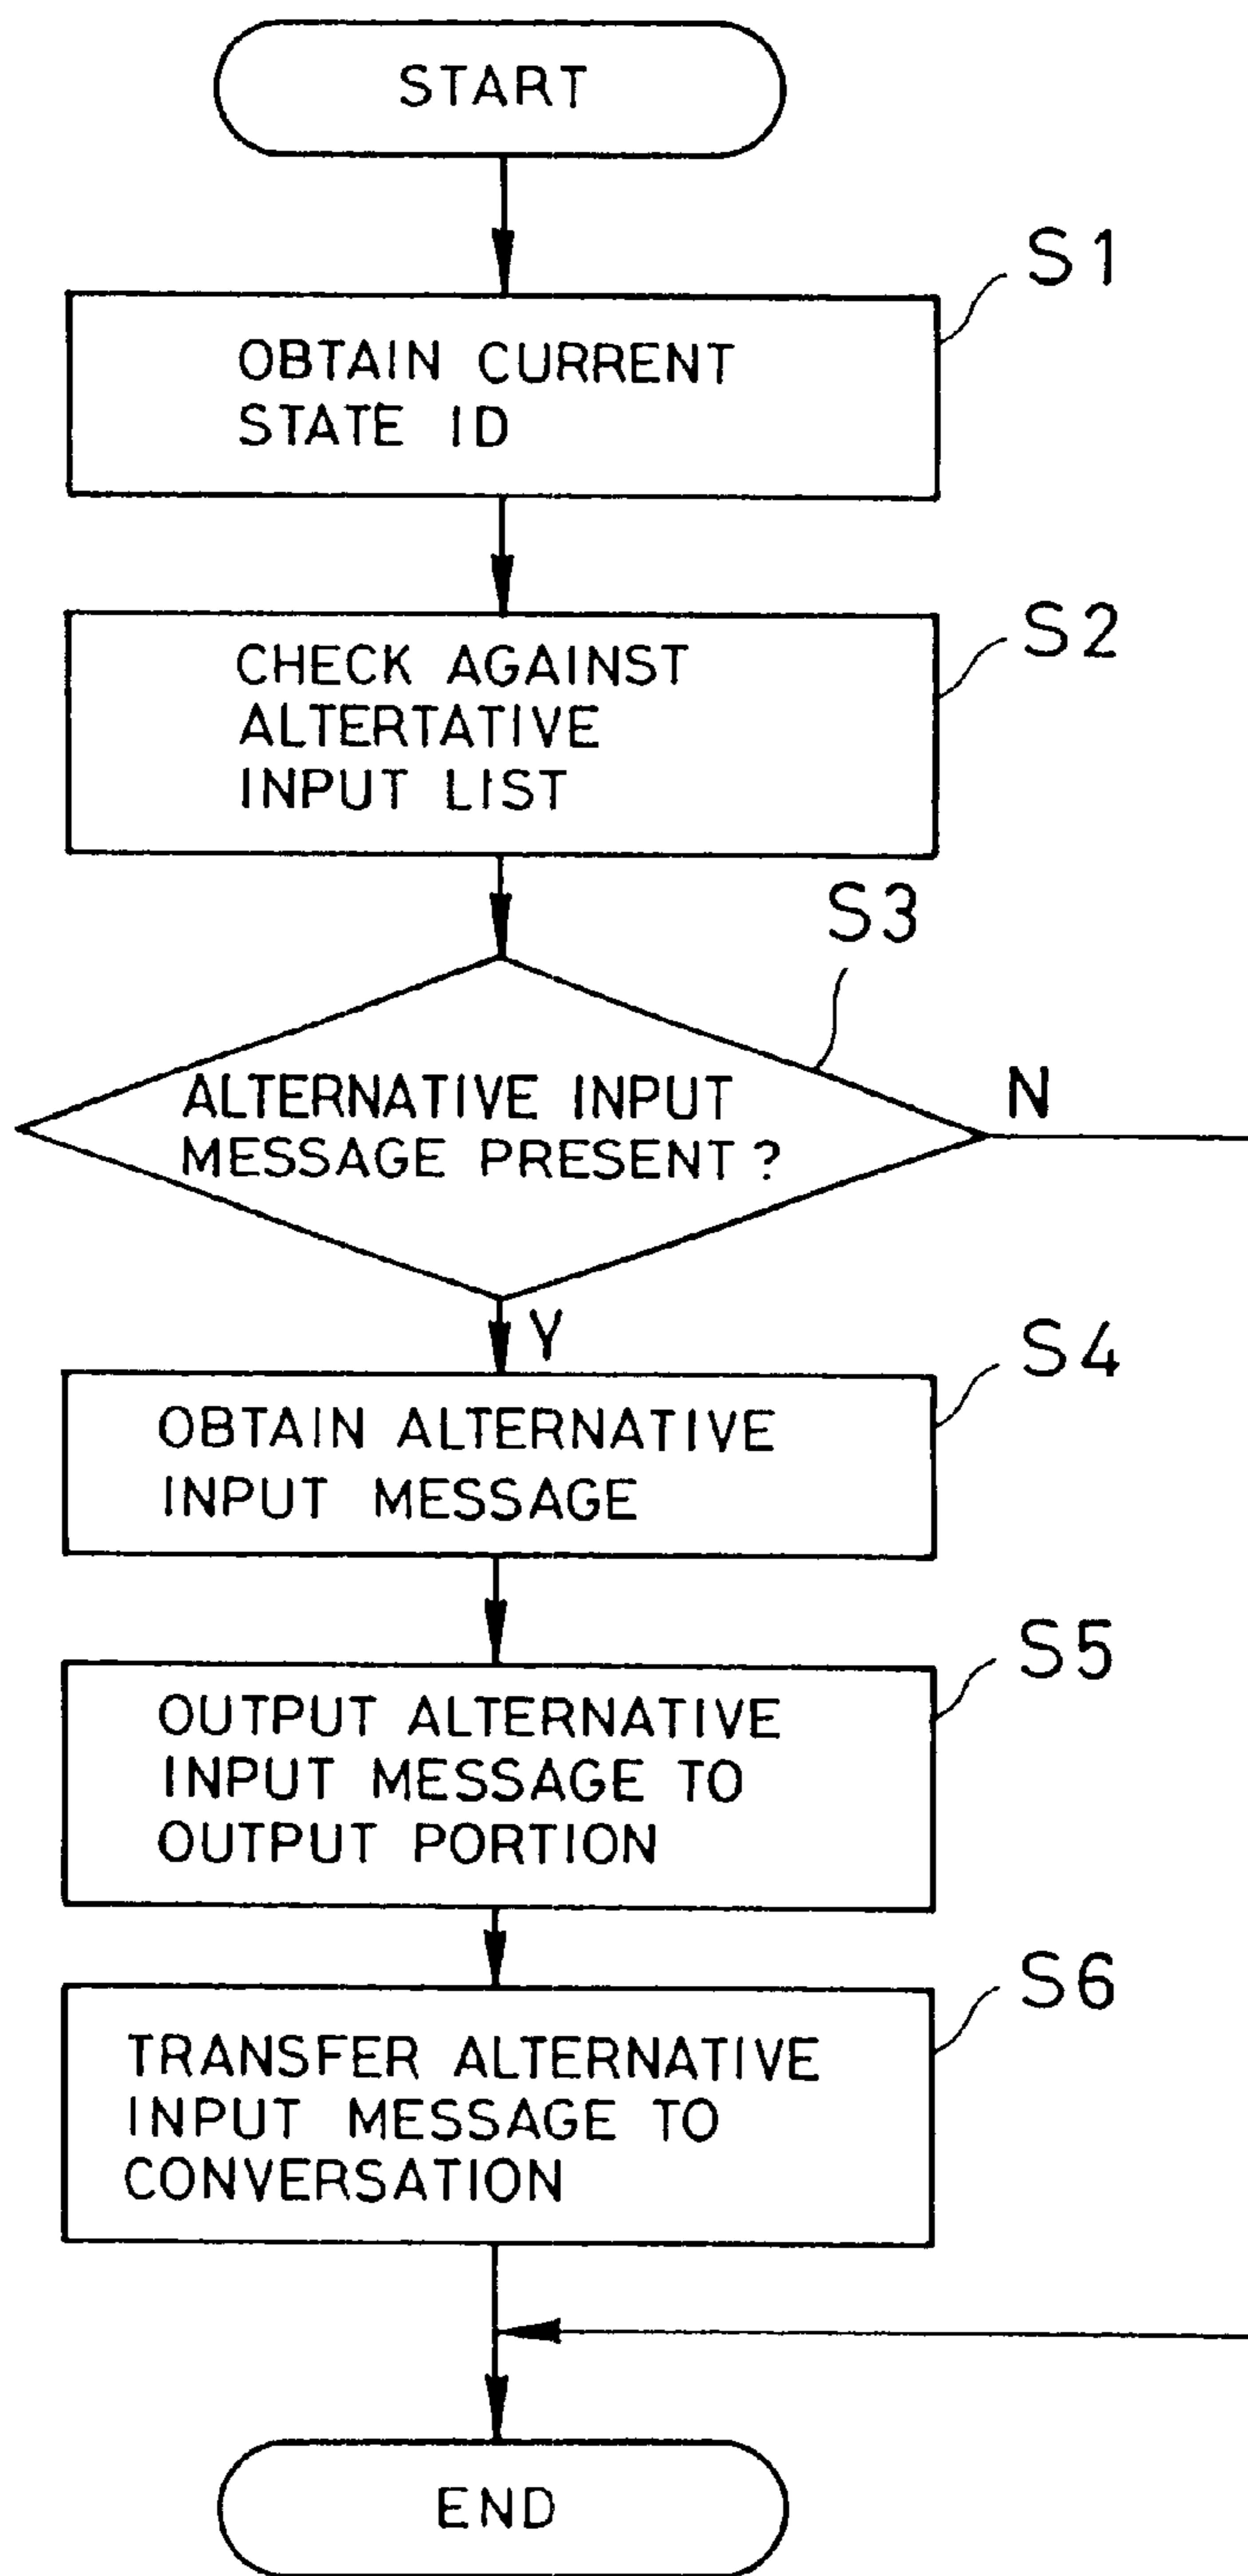 START
S1
OBTAIN CURRENT
STATE ID
S2
CHECK AGAINST
ALTERTATIVE
INPUT LIST
S3
ALTERNATIVE INPUT
MESSAGE PRESENT?
N
Y
S4
OBTAIN ALTERNATIVE
INPUT MESSAGE
S5
OUTPUT ALTERNATIVE
INPUT MESSAGE TO
OUTPUT PORTION
S6
TRANSFER ALTERNATIVE
INPUT MESSAGE TO
CONVERSATION
END